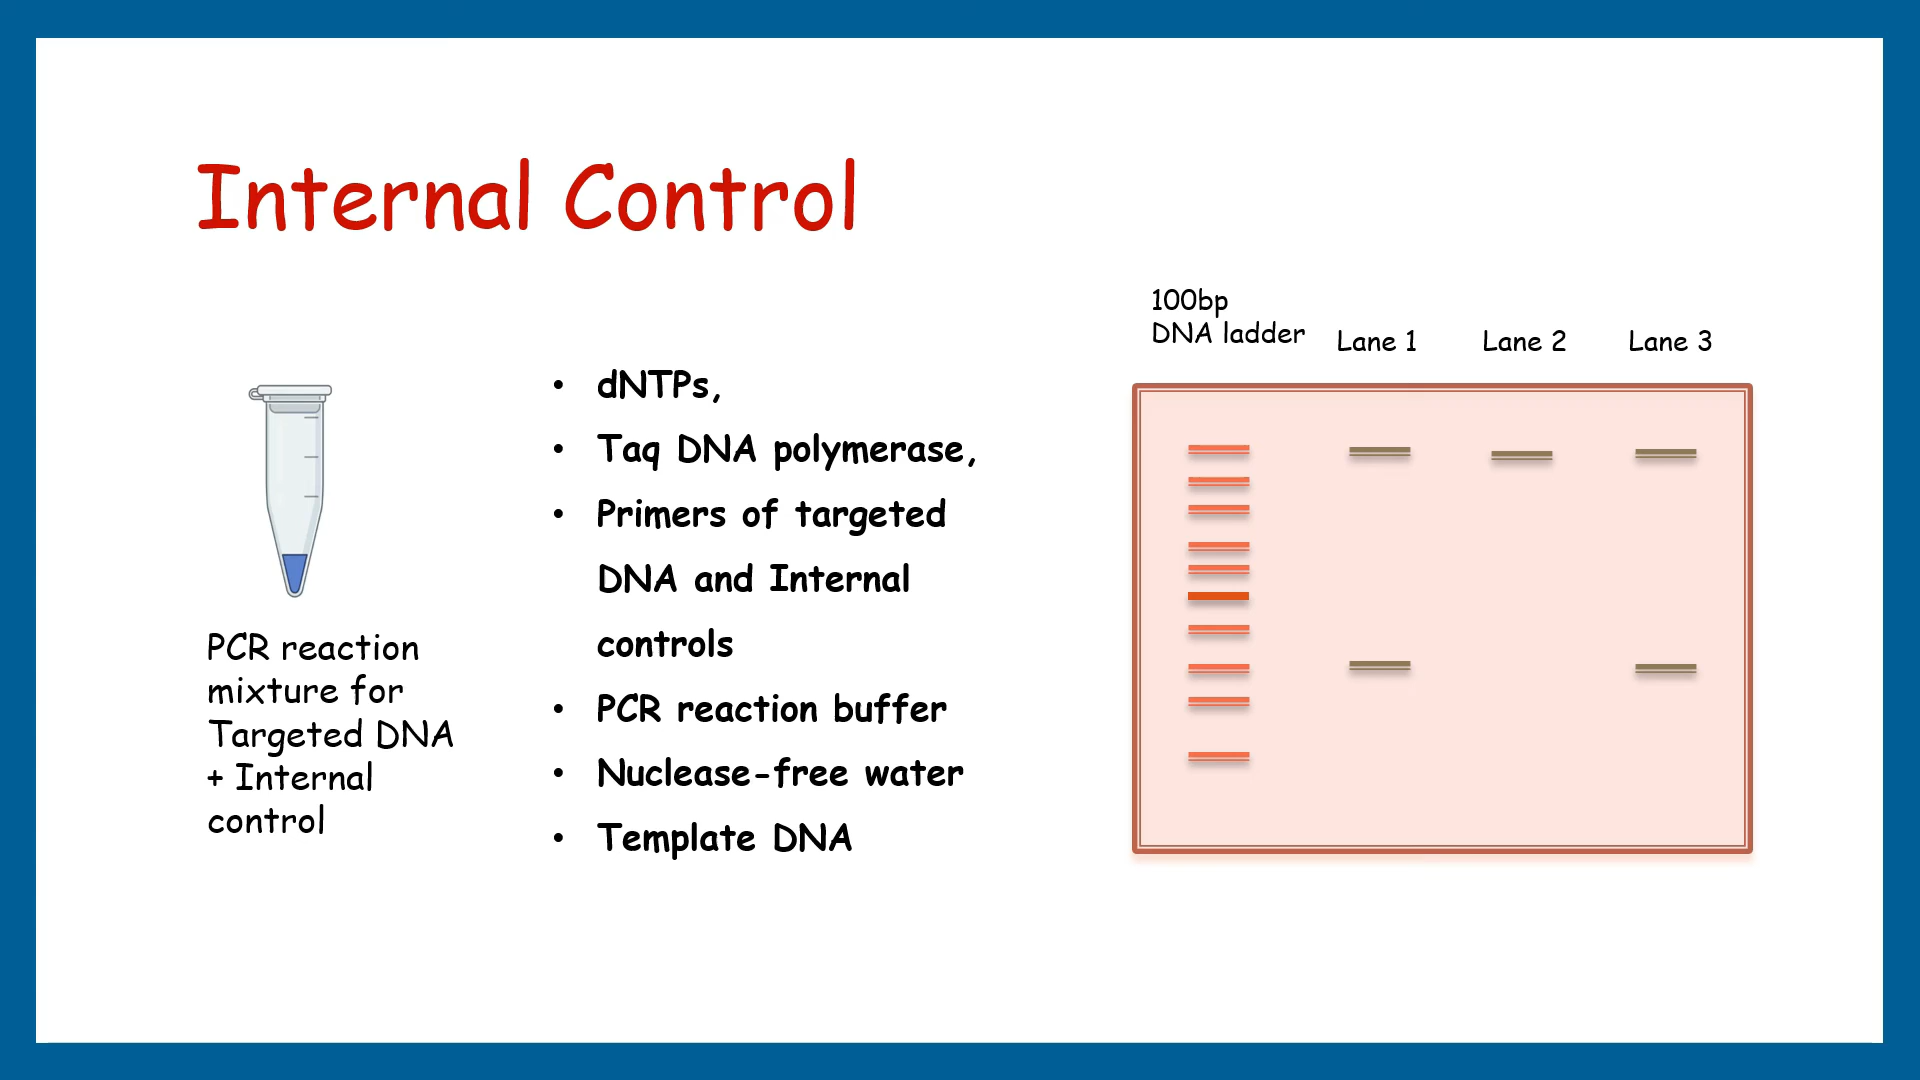 Internal Control
100bp
DNA ladder
Lane 1
Lane 2
Lane 3
• dNTPs,
• Taq DNA polymerase,
• Primers of targeted
DNA and Internal
controls
• PCR reaction buffer
• Nuclease-free water
• Template DNA
PCR reaction
mixture for
Targeted DNA
+ Internal
control